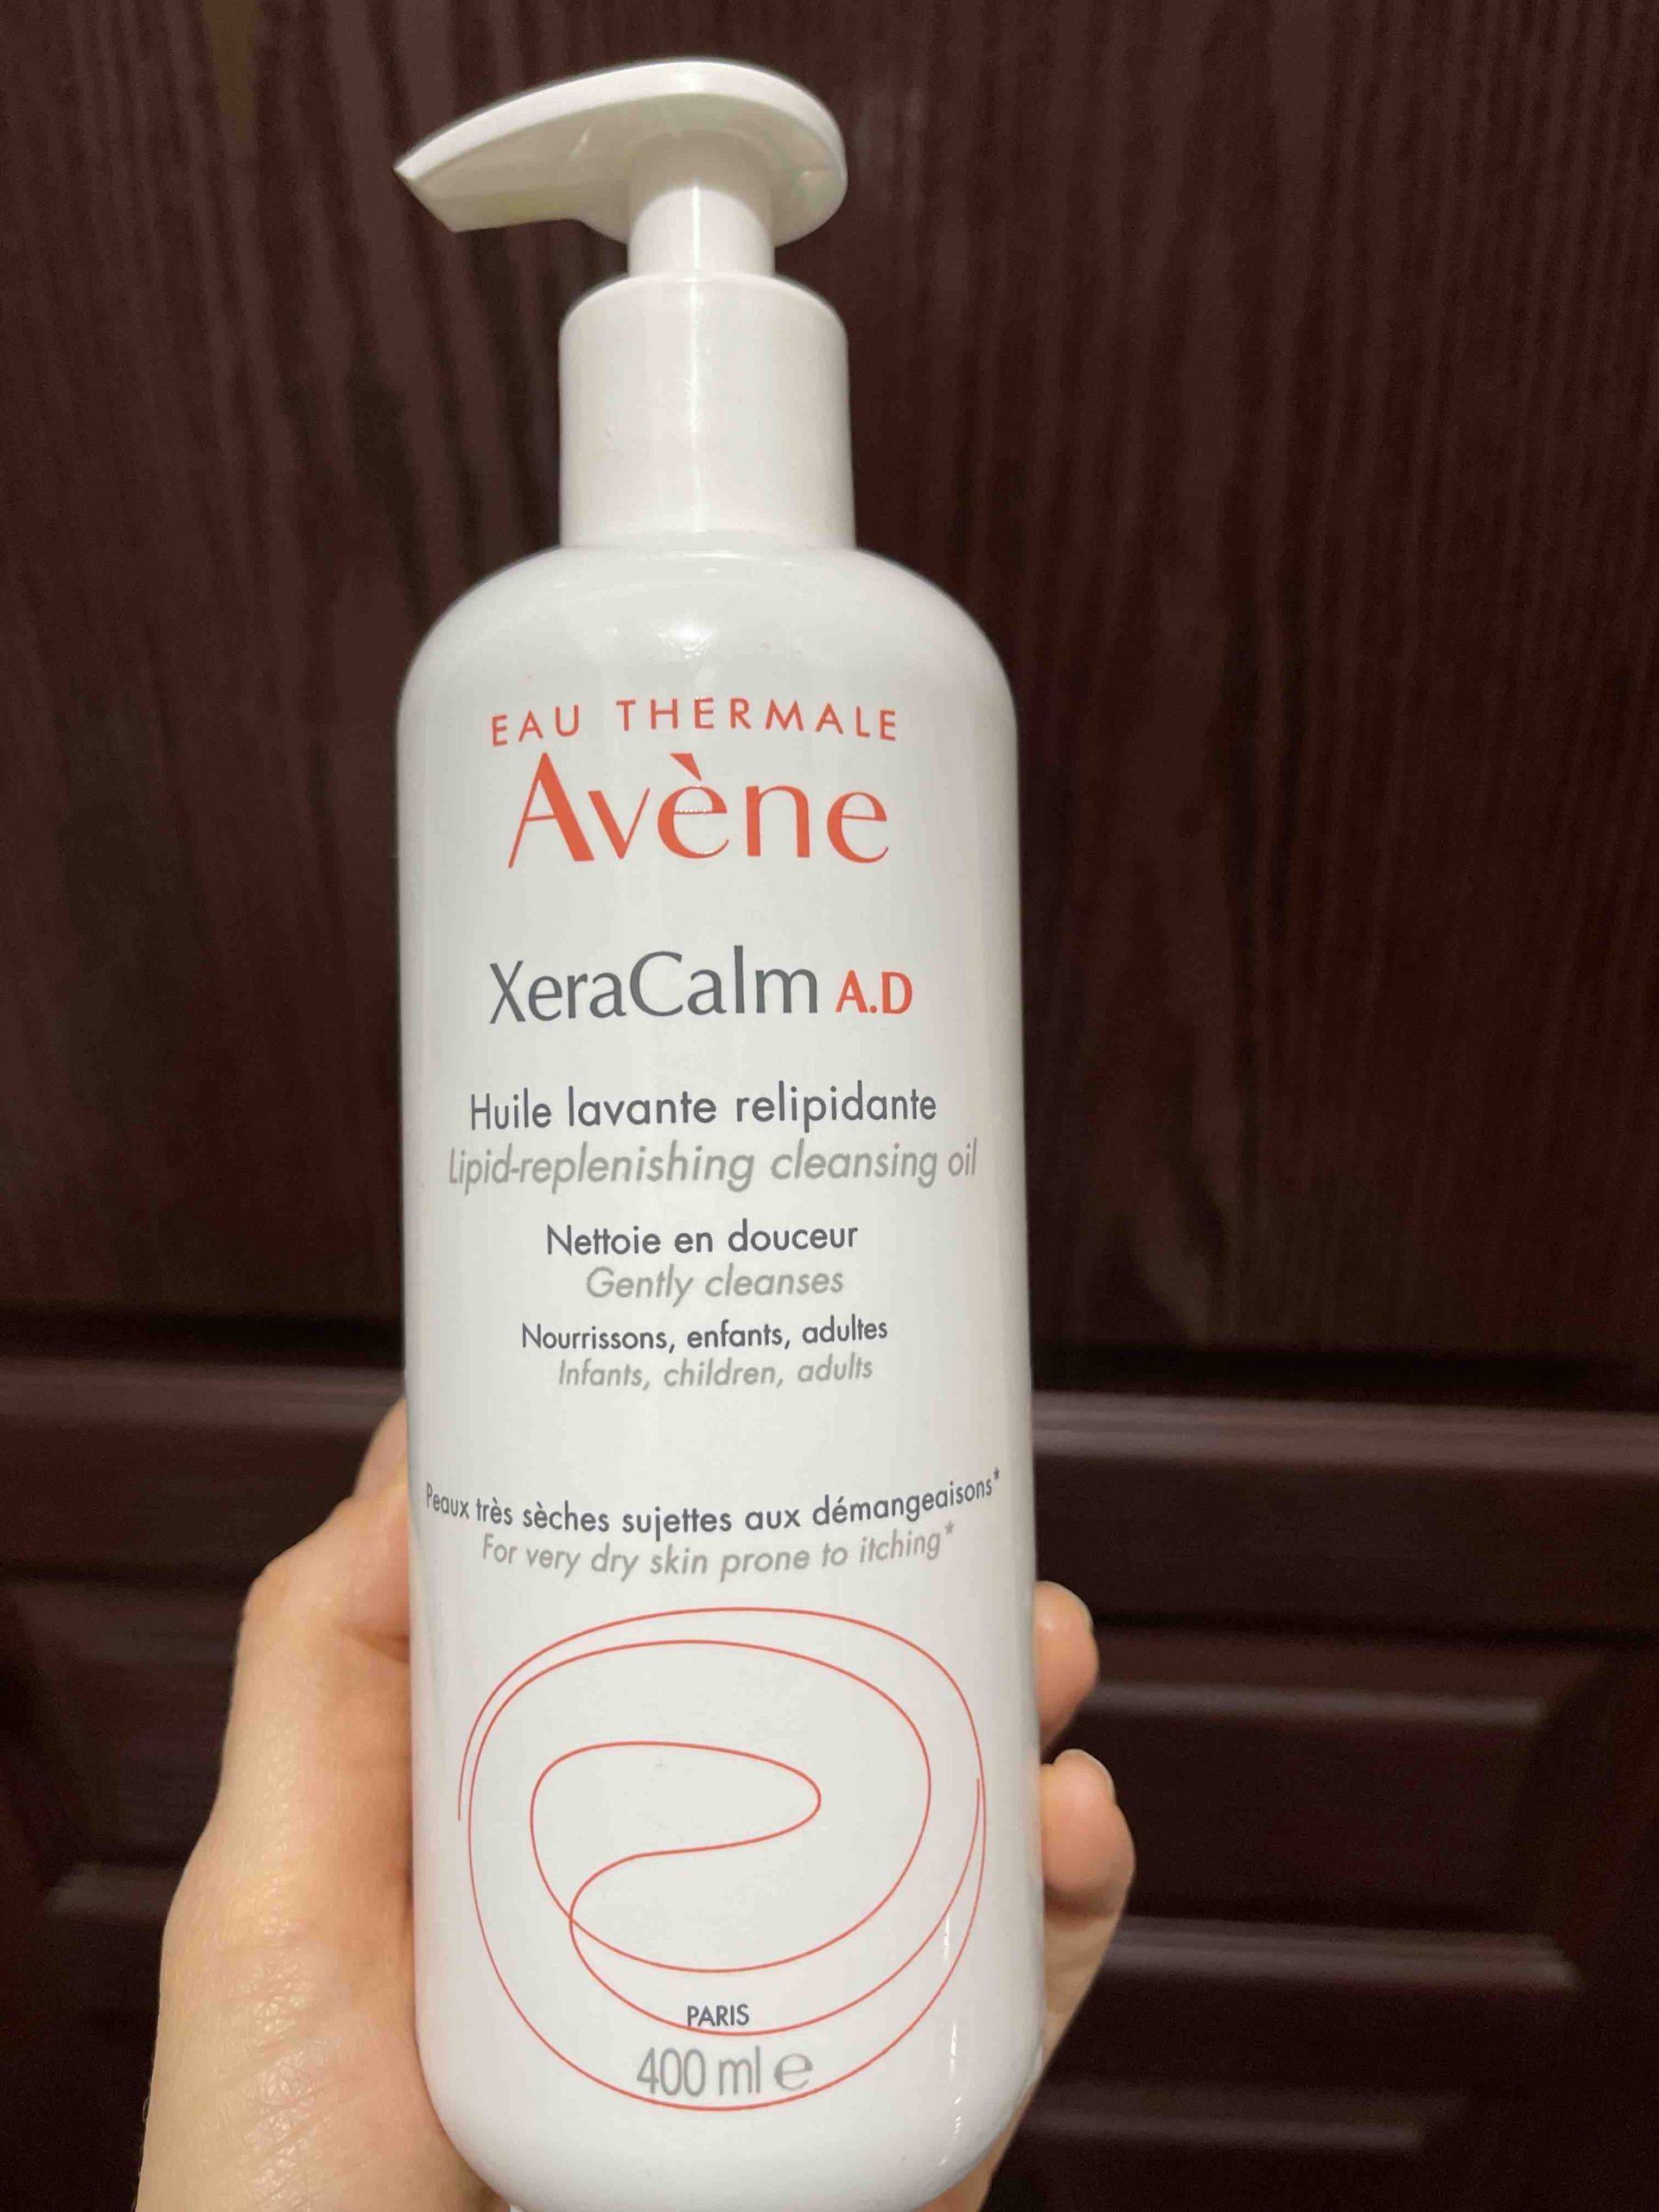 EAU THERMALE
Avène
XeraCalm A.D
Huile lavante relipidante
Lipid-replenishing cleansing oil
Nettoie en douceur
Gently cleanses
Nourrissons, enfants, adultes
Infants, children, adults
Peaux très sèches sujettes aux démangeaisons*
For very dry skin prone to itching*
PARIS
400 ml e